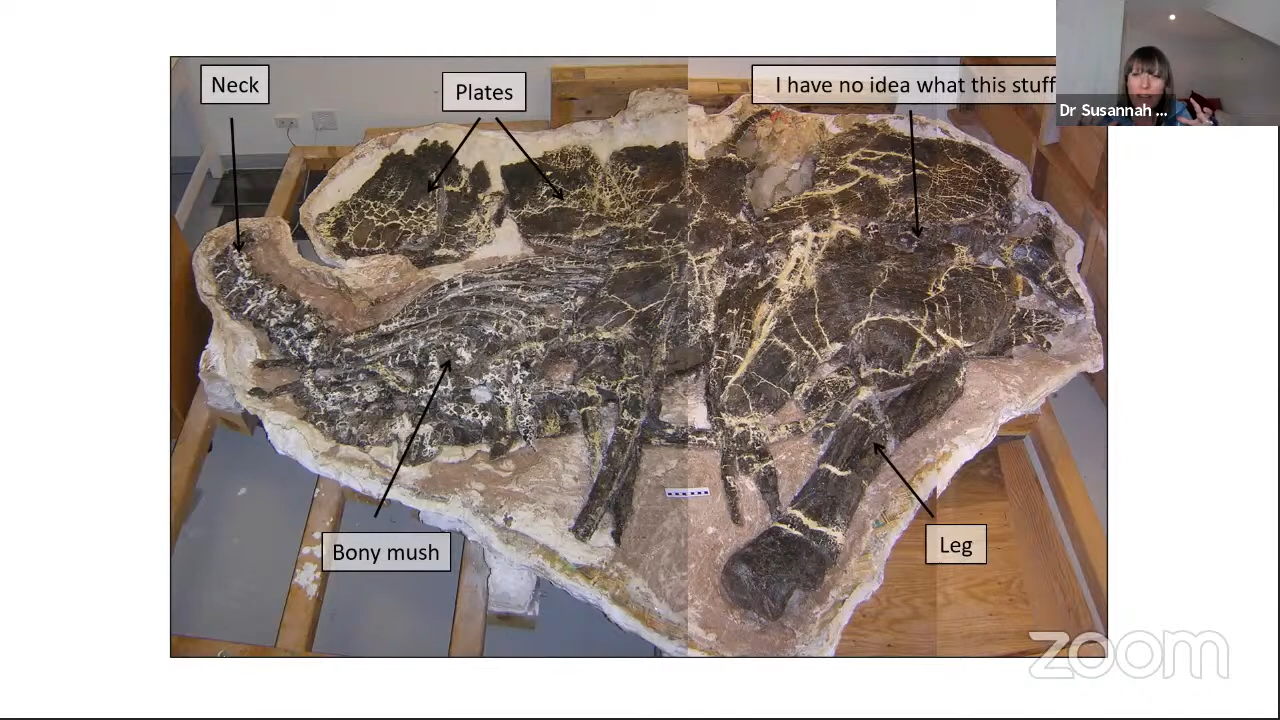 Neck
Plates
I have no idea what this stuff
Dr Susannah ...
Bony mush
Leg
zoom